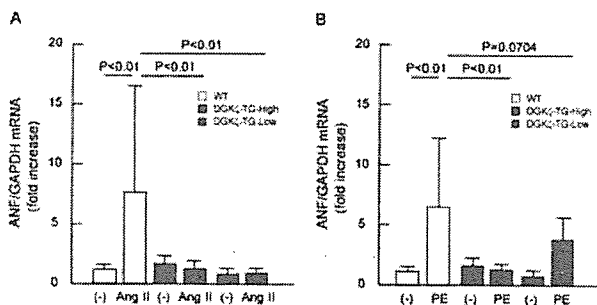 A
ANF/GAPDH mRNA
(fold increase)
20
15
10
5
0
P<0.01
P<0.01 P<0.01
WT
DGKζ-TG-High
DGKζ-TG-Low
(-) Ang II (-) Ang II (-) Ang II
B
ANF/GAPDH mRNA
(fold increase)
20
15
10
5
0
P=0.0704
P<0.01 P<0.01
WT
DGKζ-TG-High
DGKζ-TG-Low
(-) PE (-) PE (-) PE